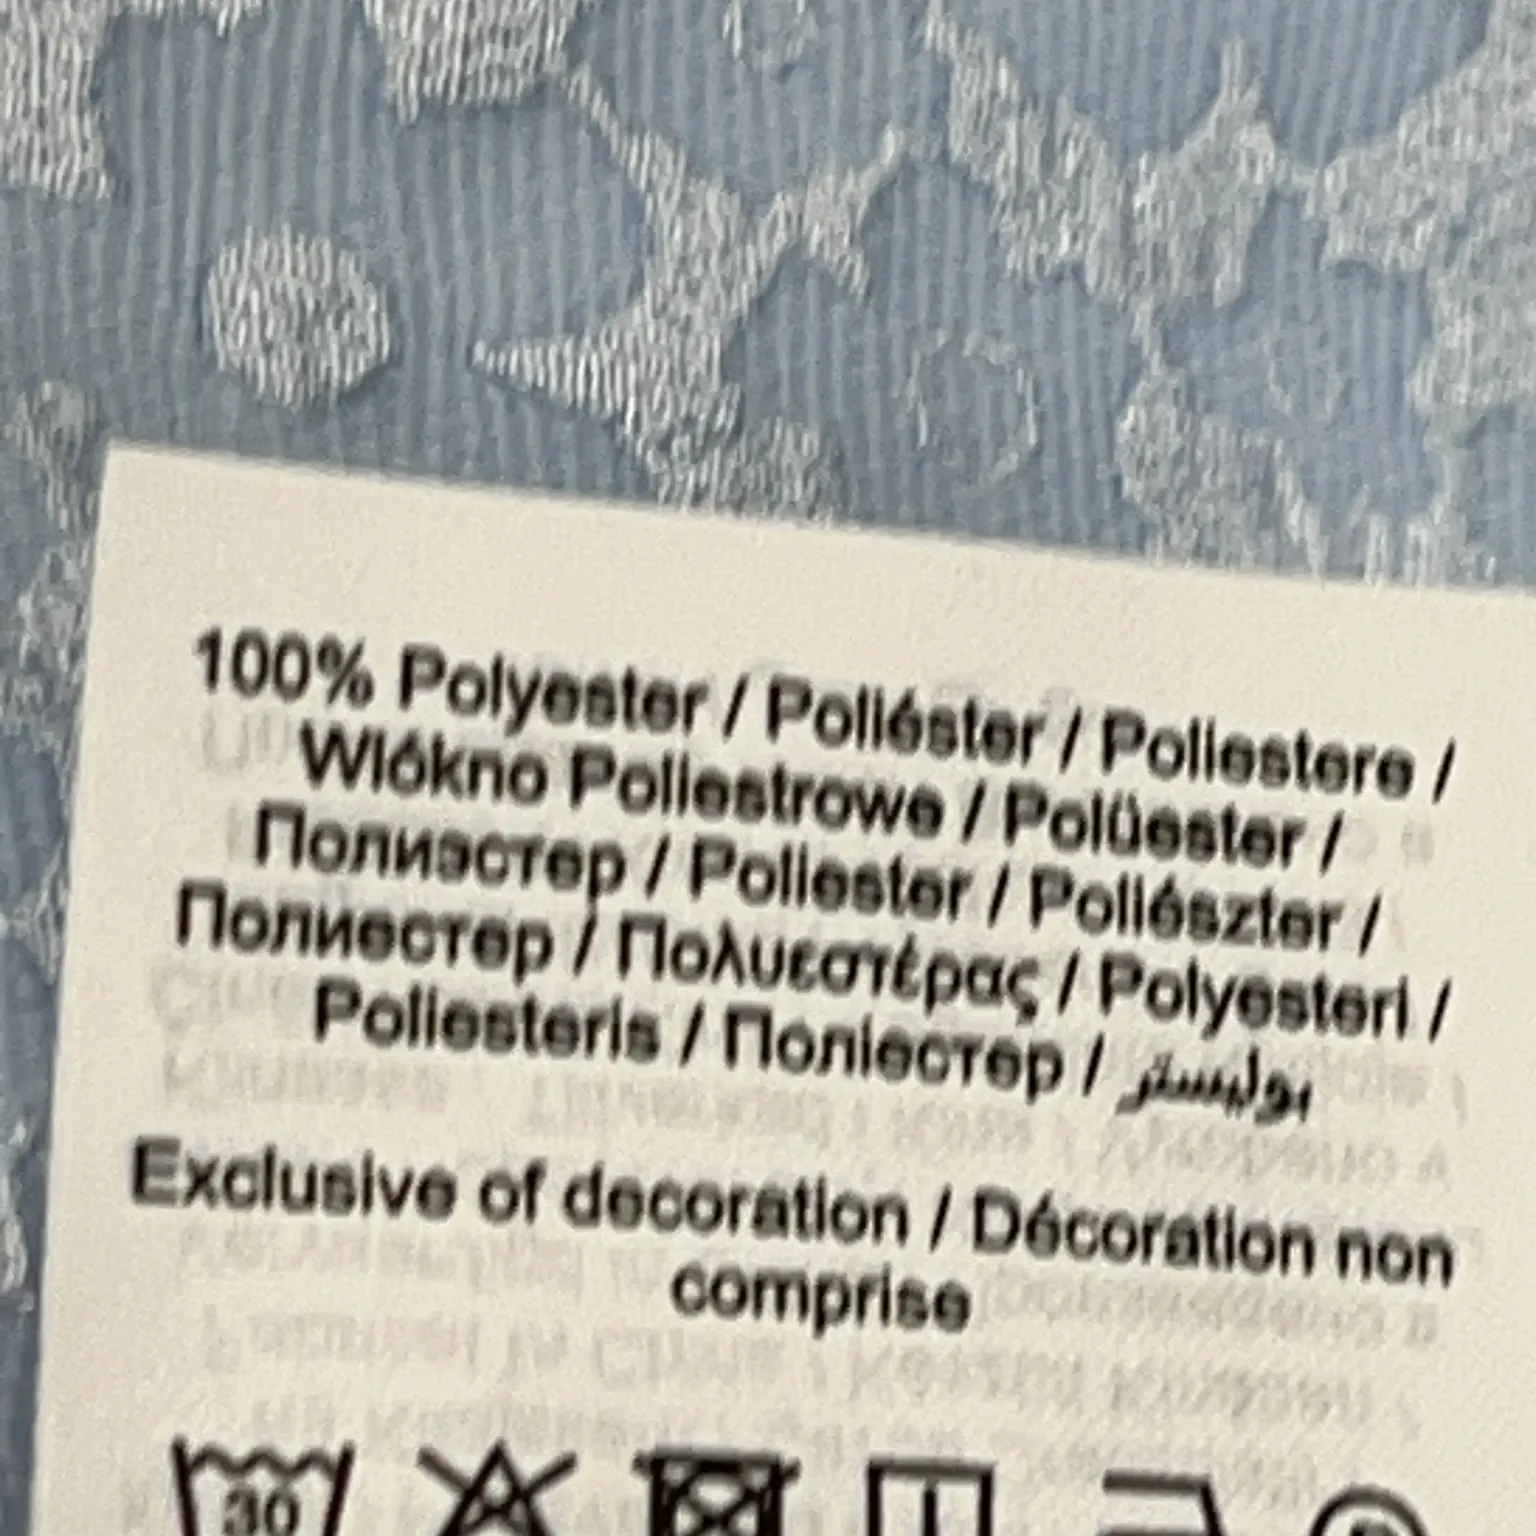 100% Polyester / Poliéster / Poliestere /
Wlókno Poliestrowe / Polüester /
Полиэстер / Poliester / Poliészter /
Полиестер / Πολυεστέρας / Polyesteri /
Poliesteris / Поліестер / بوليستر
Exclusive of decoration / Décoration non
comprise
30